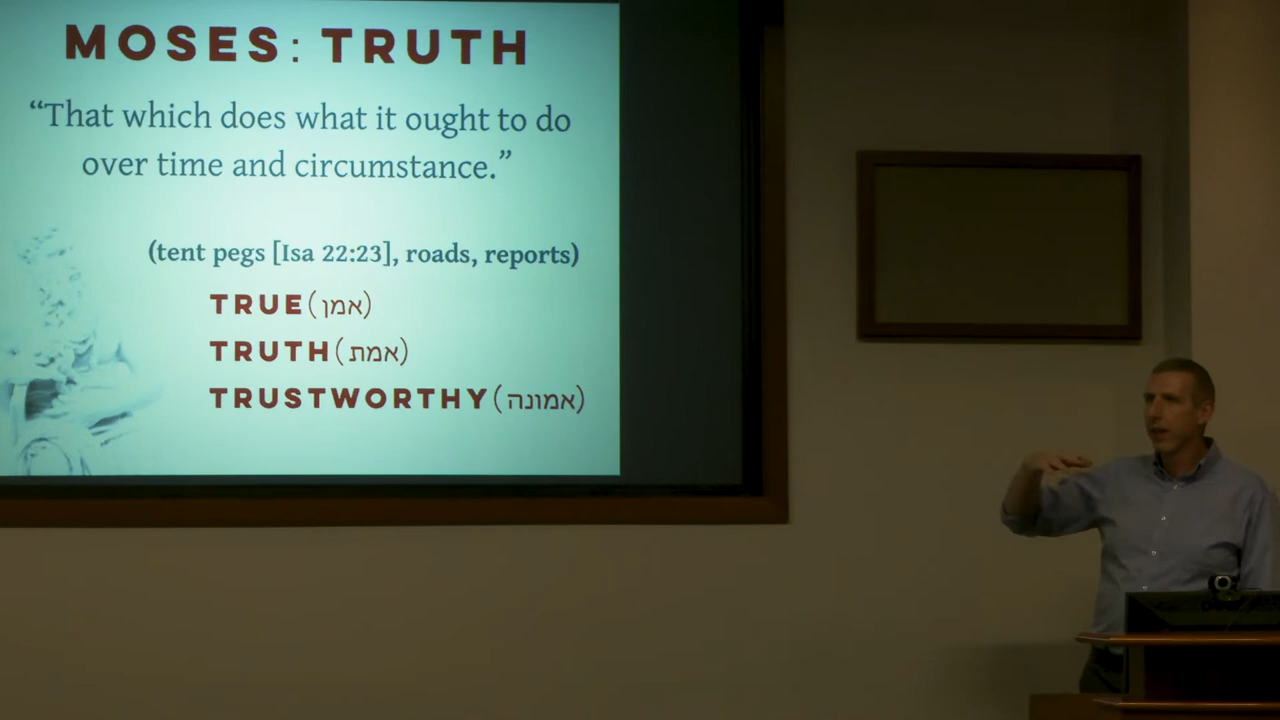 MOSES: TRUTH
“That which does what it ought to do
over time and circumstance.”
(tent pegs [Isa 22:23], roads, reports)
TRUE (אמן)
TRUTH (אמת)
TRUSTWORTHY (אמונה)